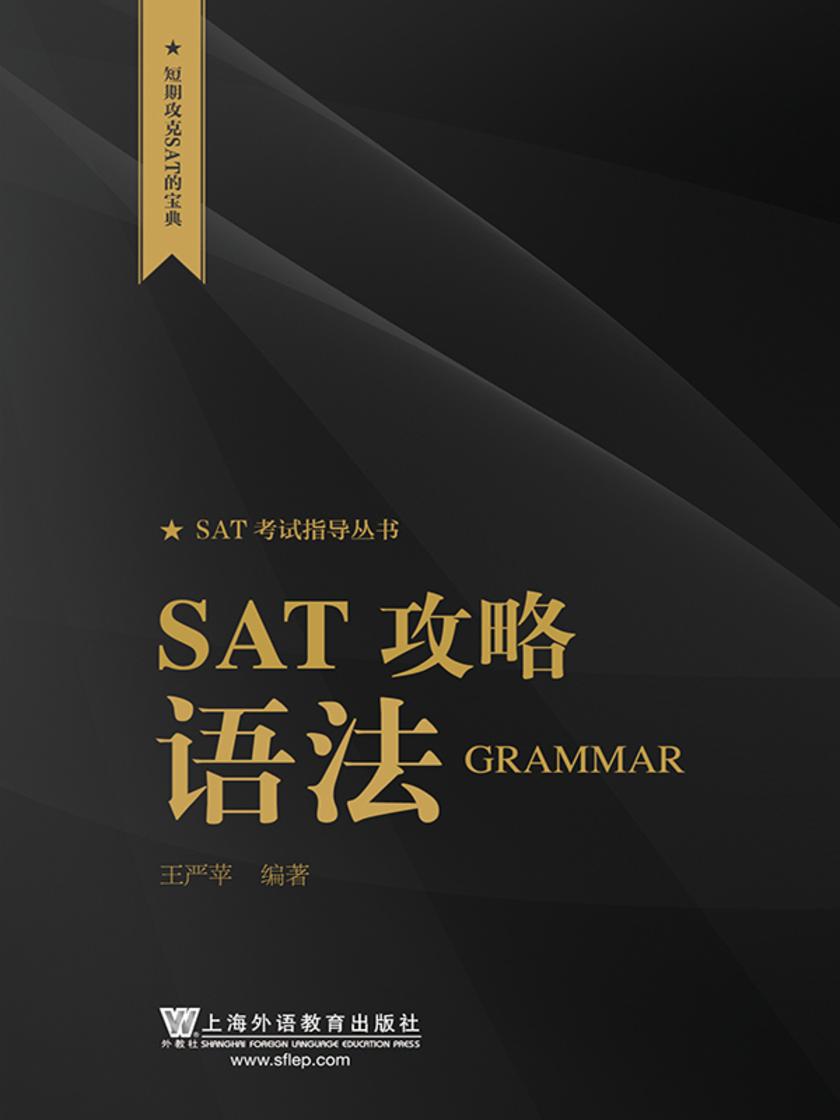 ★ 短期攻克SAT的宝典
★ SAT 考试指导丛书
SAT 攻略
语法 GRAMMAR
王严苹 编著
W® 上海外语教育出版社
外教社 SHANGHAI FOREIGN LANGUAGE EDUCATION PRESS
www.sflep.com